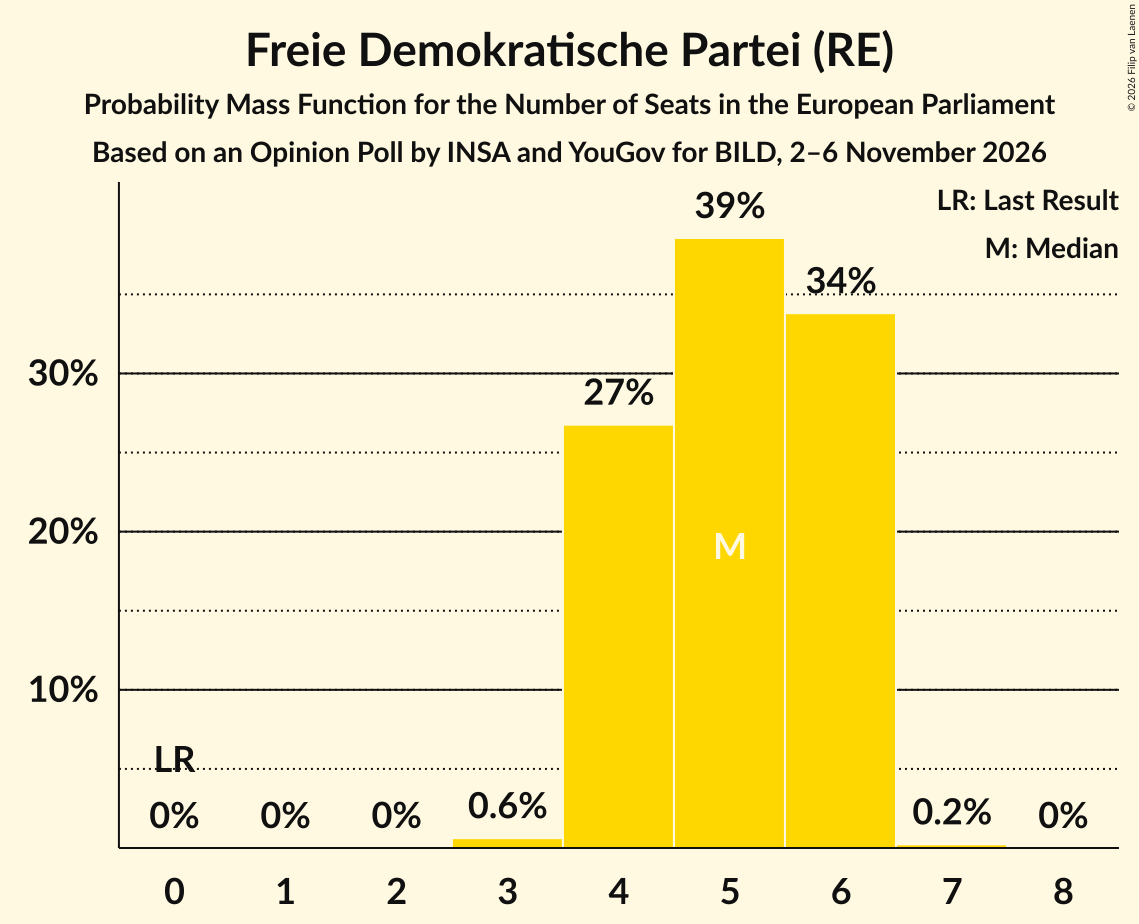 Freie Demokratische Partei (RE)
Probability Mass Function for the Number of Seats in the European Parliament
Based on an Opinion Poll by INSA and YouGov for BILD, 2–6 November 2026
© 2026 Filip van Laenen
LR: Last Result
M: Median
39%
34%
27%
30%
20%
10%
M
LR
0%
0%
0%
0.6%
0.2%
0%
0 1 2 3 4 5 6 7 8